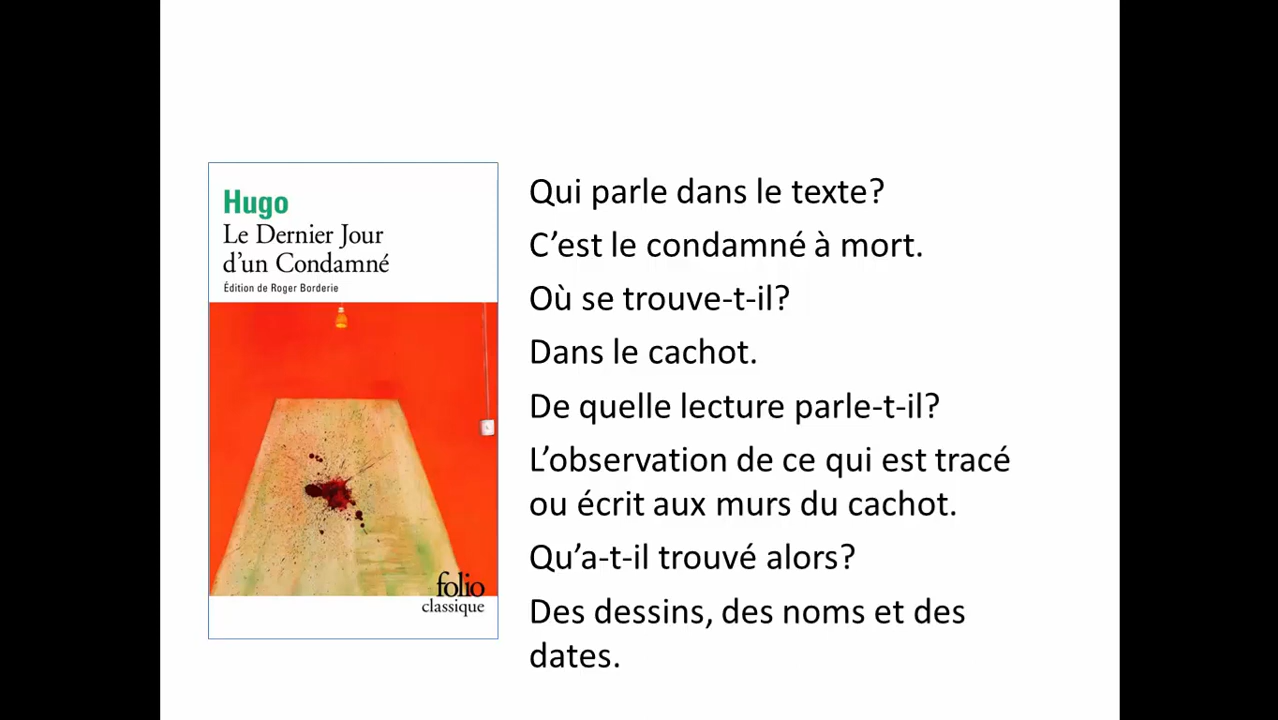 Hugo
Le Dernier Jour
d'un Condamné
Édition de Roger Borderie
folio
classique
Qui parle dans le texte?
C’est le condamné à mort.
Où se trouve-t-il?
Dans le cachot.
De quelle lecture parle-t-il?
L’observation de ce qui est tracé
ou écrit aux murs du cachot.
Qu’a-t-il trouvé alors?
Des dessins, des noms et des
dates.